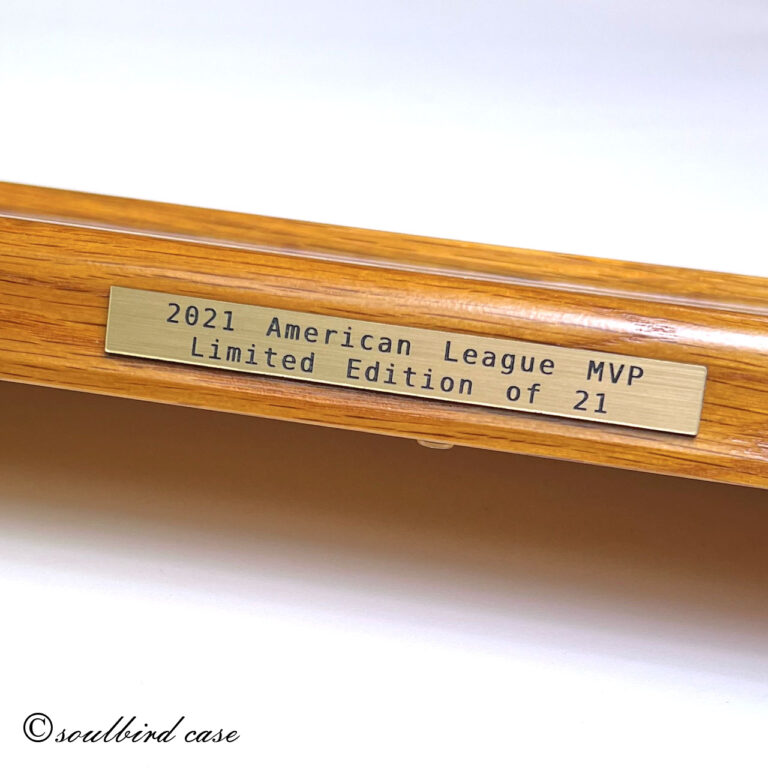 2021 American League MVP
Limited Edition of 21
©soulbird case